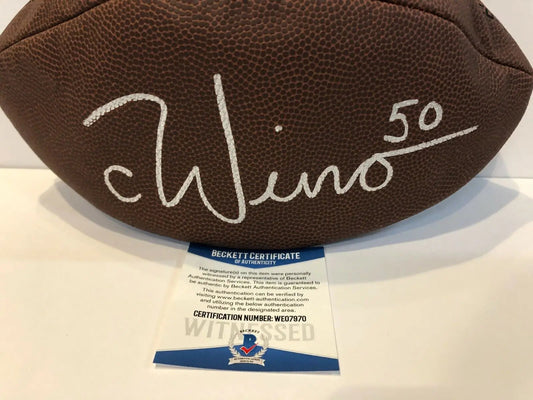 50
Wino
BECKETT CERTIFICATE
OF AUTHENTICITY
The signature(s) on this item were personally
witnessed by a representative of Beckett
Authentication Services. This item is guaranteed to
be authentic by Beckett Authentication Services.
This authentication can be verified by
visiting www.beckett-authentication.com
and utilizing the below authentication
number in the designated area.
CERTIFICATION NUMBER: WE07970
WITNESSED
BECKETT
B